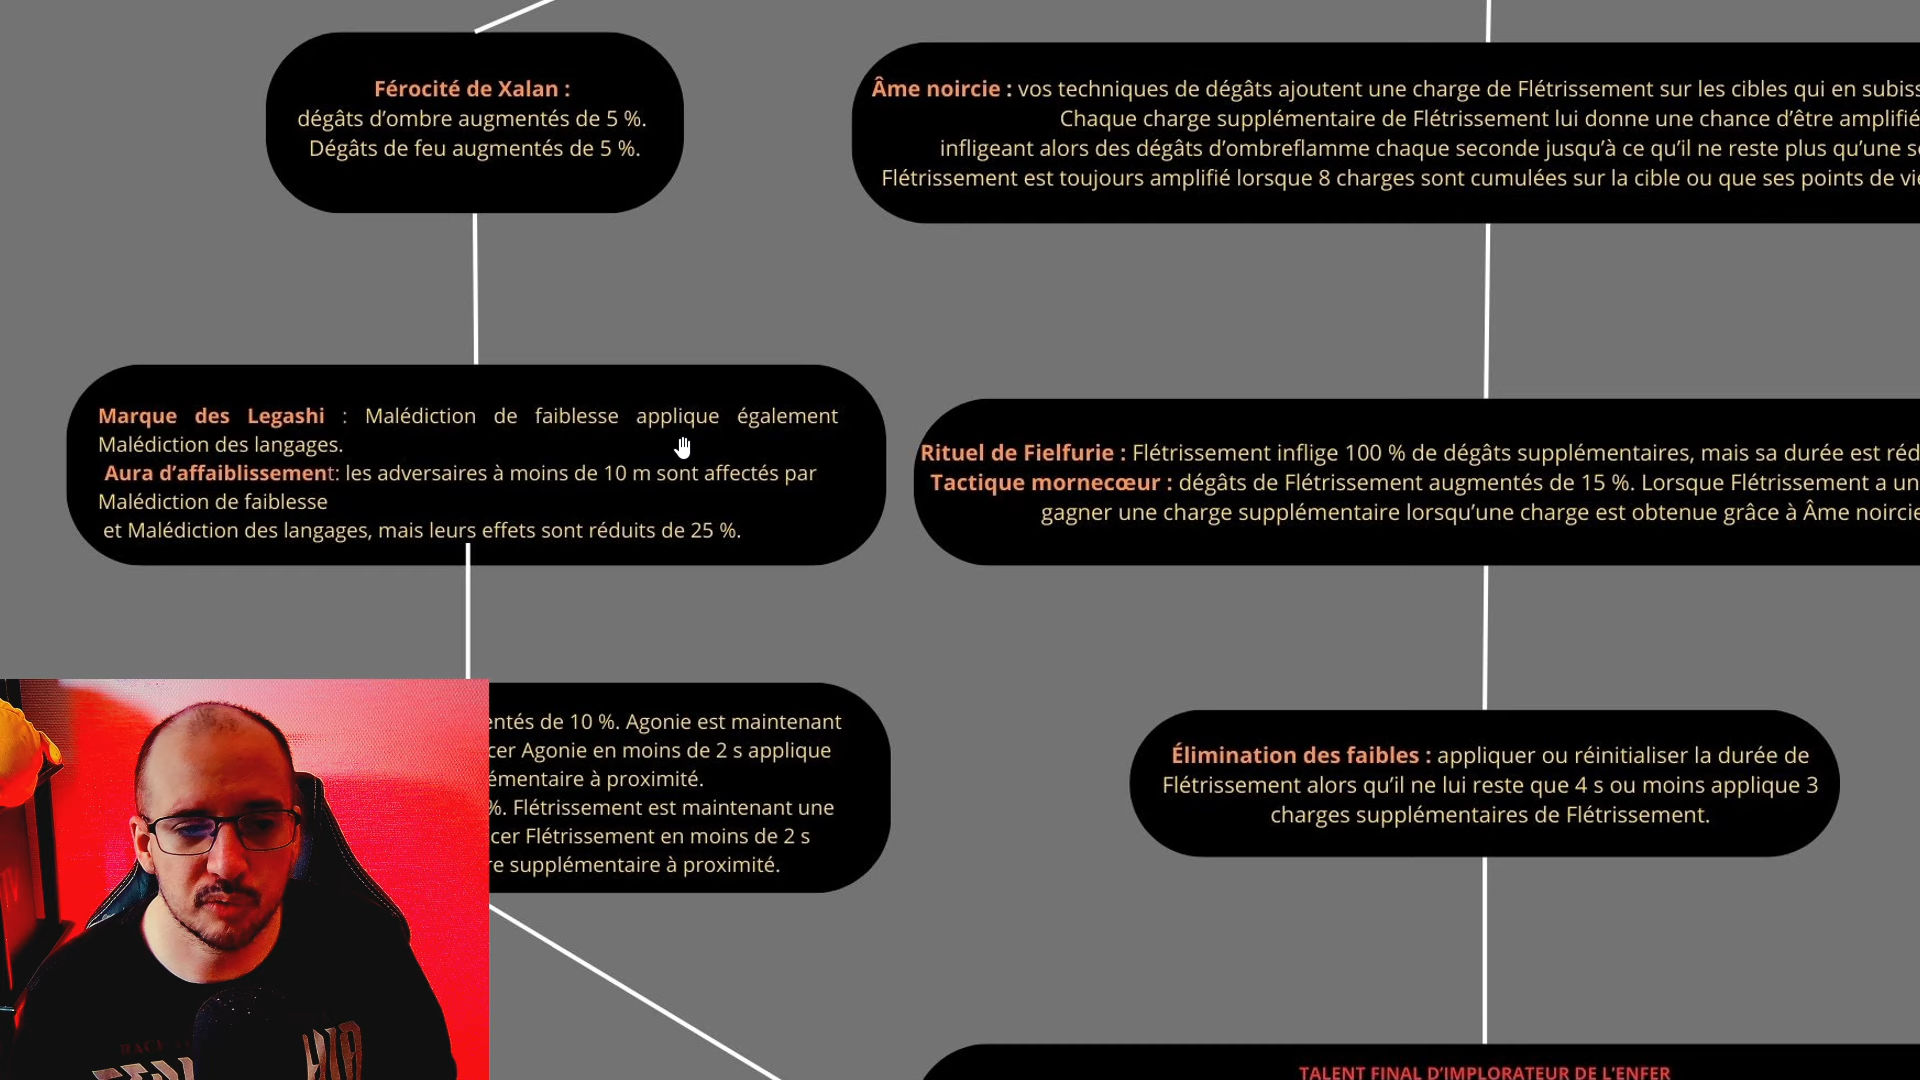 Férocité de Xalan :
dégâts d’ombre augmentés de 5 %.
Dégâts de feu augmentés de 5 %.
Âme noircie : vos techniques de dégâts ajoutent une charge de Flétrissement sur les cibles qui en subiss
Chaque charge supplémentaire de Flétrissement lui donne une chance d’être amplifié
infligeant alors des dégâts d’ombreflamme chaque seconde jusqu’à ce qu’il ne reste plus qu’une s
Flétrissement est toujours amplifié lorsque 8 charges sont cumulées sur la cible ou que ses points de vie
Marque des Legashi : Malédiction de faiblesse applique également
Malédiction des langages.
Aura d’affaiblissement: les adversaires à moins de 10 m sont affectés par
Malédiction de faiblesse
et Malédiction des langages, mais leurs effets sont réduits de 25 %.
Rituel de Fielfurie : Flétrissement inflige 100 % de dégâts supplémentaires, mais sa durée est réd
Tactique mornecœur : dégâts de Flétrissement augmentés de 15 %. Lorsque Flétrissement a un
gagner une charge supplémentaire lorsqu’une charge est obtenue grâce à Âme noircie
entés de 10 %. Agonie est maintenant
cer Agonie en moins de 2 s applique
émentaire à proximité.
%. Flétrissement est maintenant une
cer Flétrissement en moins de 2 s
re supplémentaire à proximité.
Élimination des faibles : appliquer ou réinitialiser la durée de
Flétrissement alors qu’il ne lui reste que 4 s ou moins applique 3
charges supplémentaires de Flétrissement.
TALENT FINAL D’IMPLORATEUR DE L’ENFER